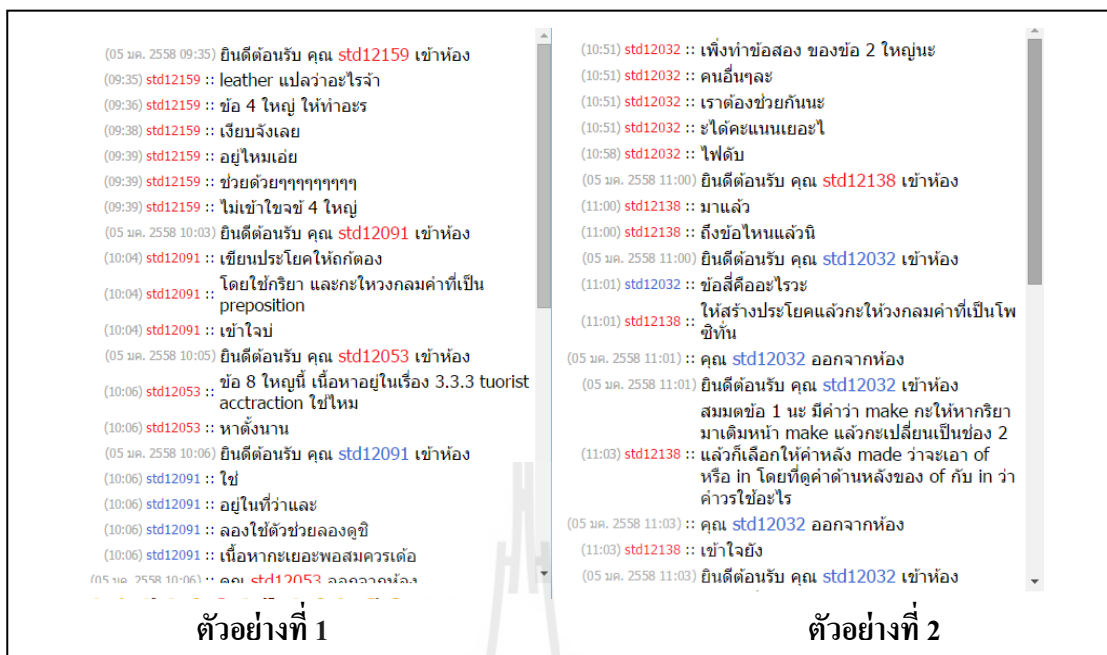 (05 มค. 2558 09:35) ยินดีต้อนรับ คุณ std12159 เข้าห้อง
(09:35) std12159 :: leather แปลว่าอะไรจ้า
(09:36) std12159 :: ข้อ 4 ใหญ่ ให้ทำอะร
(09:38) std12159 :: เงียบจังเลย
(09:39) std12159 :: อยู่ไหมเอ่ย
(09:39) std12159 :: ช่วยด้วยๆๆๆๆๆๆๆๆๆ
(09:39) std12159 :: ไม่เข้าใขจข้ 4 ใหญ่
(05 มค. 2558 10:03) ยินดีต้อนรับ คุณ std12091 เข้าห้อง
(10:04) std12091 :: เขียนประโยคให้ถก้ตอง
(10:04) std12091 :: โดยใช้กริยา และกะใหวงกลมคำที่เป็น
preposition
(10:04) std12091 :: เข้าใจบ่
(05 มค. 2558 10:05) ยินดีต้อนรับ คุณ std12053 เข้าห้อง
(10:06) std12053 :: ข้อ 8 ใหญนี้ เนื้อหาอยู่ในเรื่อง 3.3.3 tuorist
acctraction ใช่ไหม
(10:06) std12053 :: หาตั้งนาน
(05 มค. 2558 10:06) ยินดีต้อนรับ คุณ std12091 เข้าห้อง
(10:06) std12091 :: ใช่
(10:06) std12091 :: อยู่ในที่ว่าและ
(10:06) std12091 :: ลองใช้ตัวช่วยลองดูชิ
(10:06) std12091 :: เนื้อหากะเยอะพอสมควรเด้อ
(05 มค. 2558 10:06) :: คุณ std12053 ออกจากห้อง
ตัวอย่างที่ 1
(10:51) std12032 :: เพิ่งทำข้อสอง ของข้อ 2 ใหญ่นะ
(10:51) std12032 :: คนอื่นๆละ
(10:51) std12032 :: เราต้องช่วยกันนะ
(10:51) std12032 :: ะได้คะแนนเยอะไ
(10:58) std12032 :: ไฟดับ
(05 มค. 2558 11:00) ยินดีต้อนรับ คุณ std12138 เข้าห้อง
(11:00) std12138 :: มาแล้ว
(11:00) std12138 :: ถึงข้อไหนแล้วนิ
(05 มค. 2558 11:00) ยินดีต้อนรับ คุณ std12032 เข้าห้อง
(11:01) std12032 :: ข้อสี่คืออะไรวะ
(11:01) std12138 :: ให้สร้างประโยคแล้วกะให้วงกลมคำที่เป็นโพ
ซิทั่น
(05 มค. 2558 11:01) :: คุณ std12032 ออกจากห้อง
(05 มค. 2558 11:01) ยินดีต้อนรับ คุณ std12032 เข้าห้อง
สมมตข้อ 1 นะ มีคำว่า make กะให้หากริยา
มาเติมหน้า make แล้วกะเปลี่ยนเป็นช่อง 2
(11:03) std12138 :: แล้วก็เลือกให้คำหลัง made ว่าจะเอา of
หรือ in โดยที่ดูคำด้านหลังของ of กับ in ว่า
ค่าวรใช้อะไร
(05 มค. 2558 11:03) :: คุณ std12032 ออกจากห้อง
(11:03) std12138 :: เข้าใจยัง
(05 มค. 2558 11:03) ยินดีต้อนรับ คุณ std12032 เข้าห้อง
ตัวอย่างที่ 2